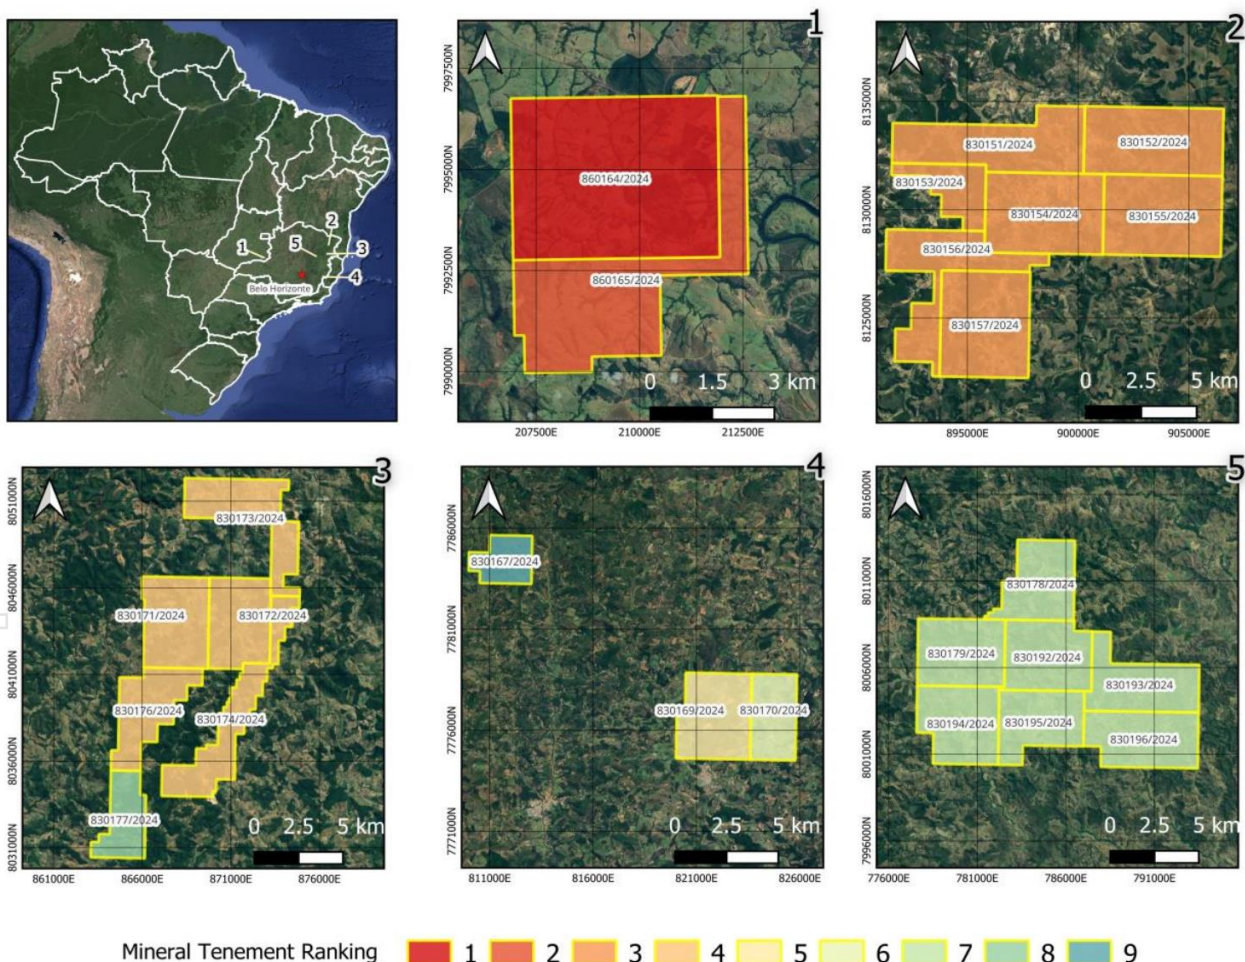 1
2
5
1
3
4
Belo Horizonte
1
7997500N
7995000N
7992500N
7990000N
860164/2024
860165/2024
0 1.5 3 km
207500E 210000E 212500E
2
8135000N
8130000N
8125000N
830151/2024
830152/2024
830153/2024
830154/2024
830155/2024
830156/2024
830157/2024
0 2.5 5 km
895000E 900000E 905000E
3
8051000N
8046000N
8041000N
8036000N
8031000N
830173/2024
830171/2024
830172/2024
830176/2024
830174/2024
830177/2024
0 2.5 5 km
861000E 866000E 871000E 876000E
4
7786000N
7781000N
7776000N
7771000N
830167/2024
830169/2024
830170/2024
0 2.5 5 km
811000E 816000E 821000E 826000E
5
8016000N
8011000N
8006000N
8001000N
7996000N
830178/2024
830179/2024
830192/2024
830193/2024
830194/2024
830195/2024
830196/2024
0 2.5 5 km
776000E 781000E 786000E 791000E
Mineral Tenement Ranking 1 2 3 4 5 6 7 8 9